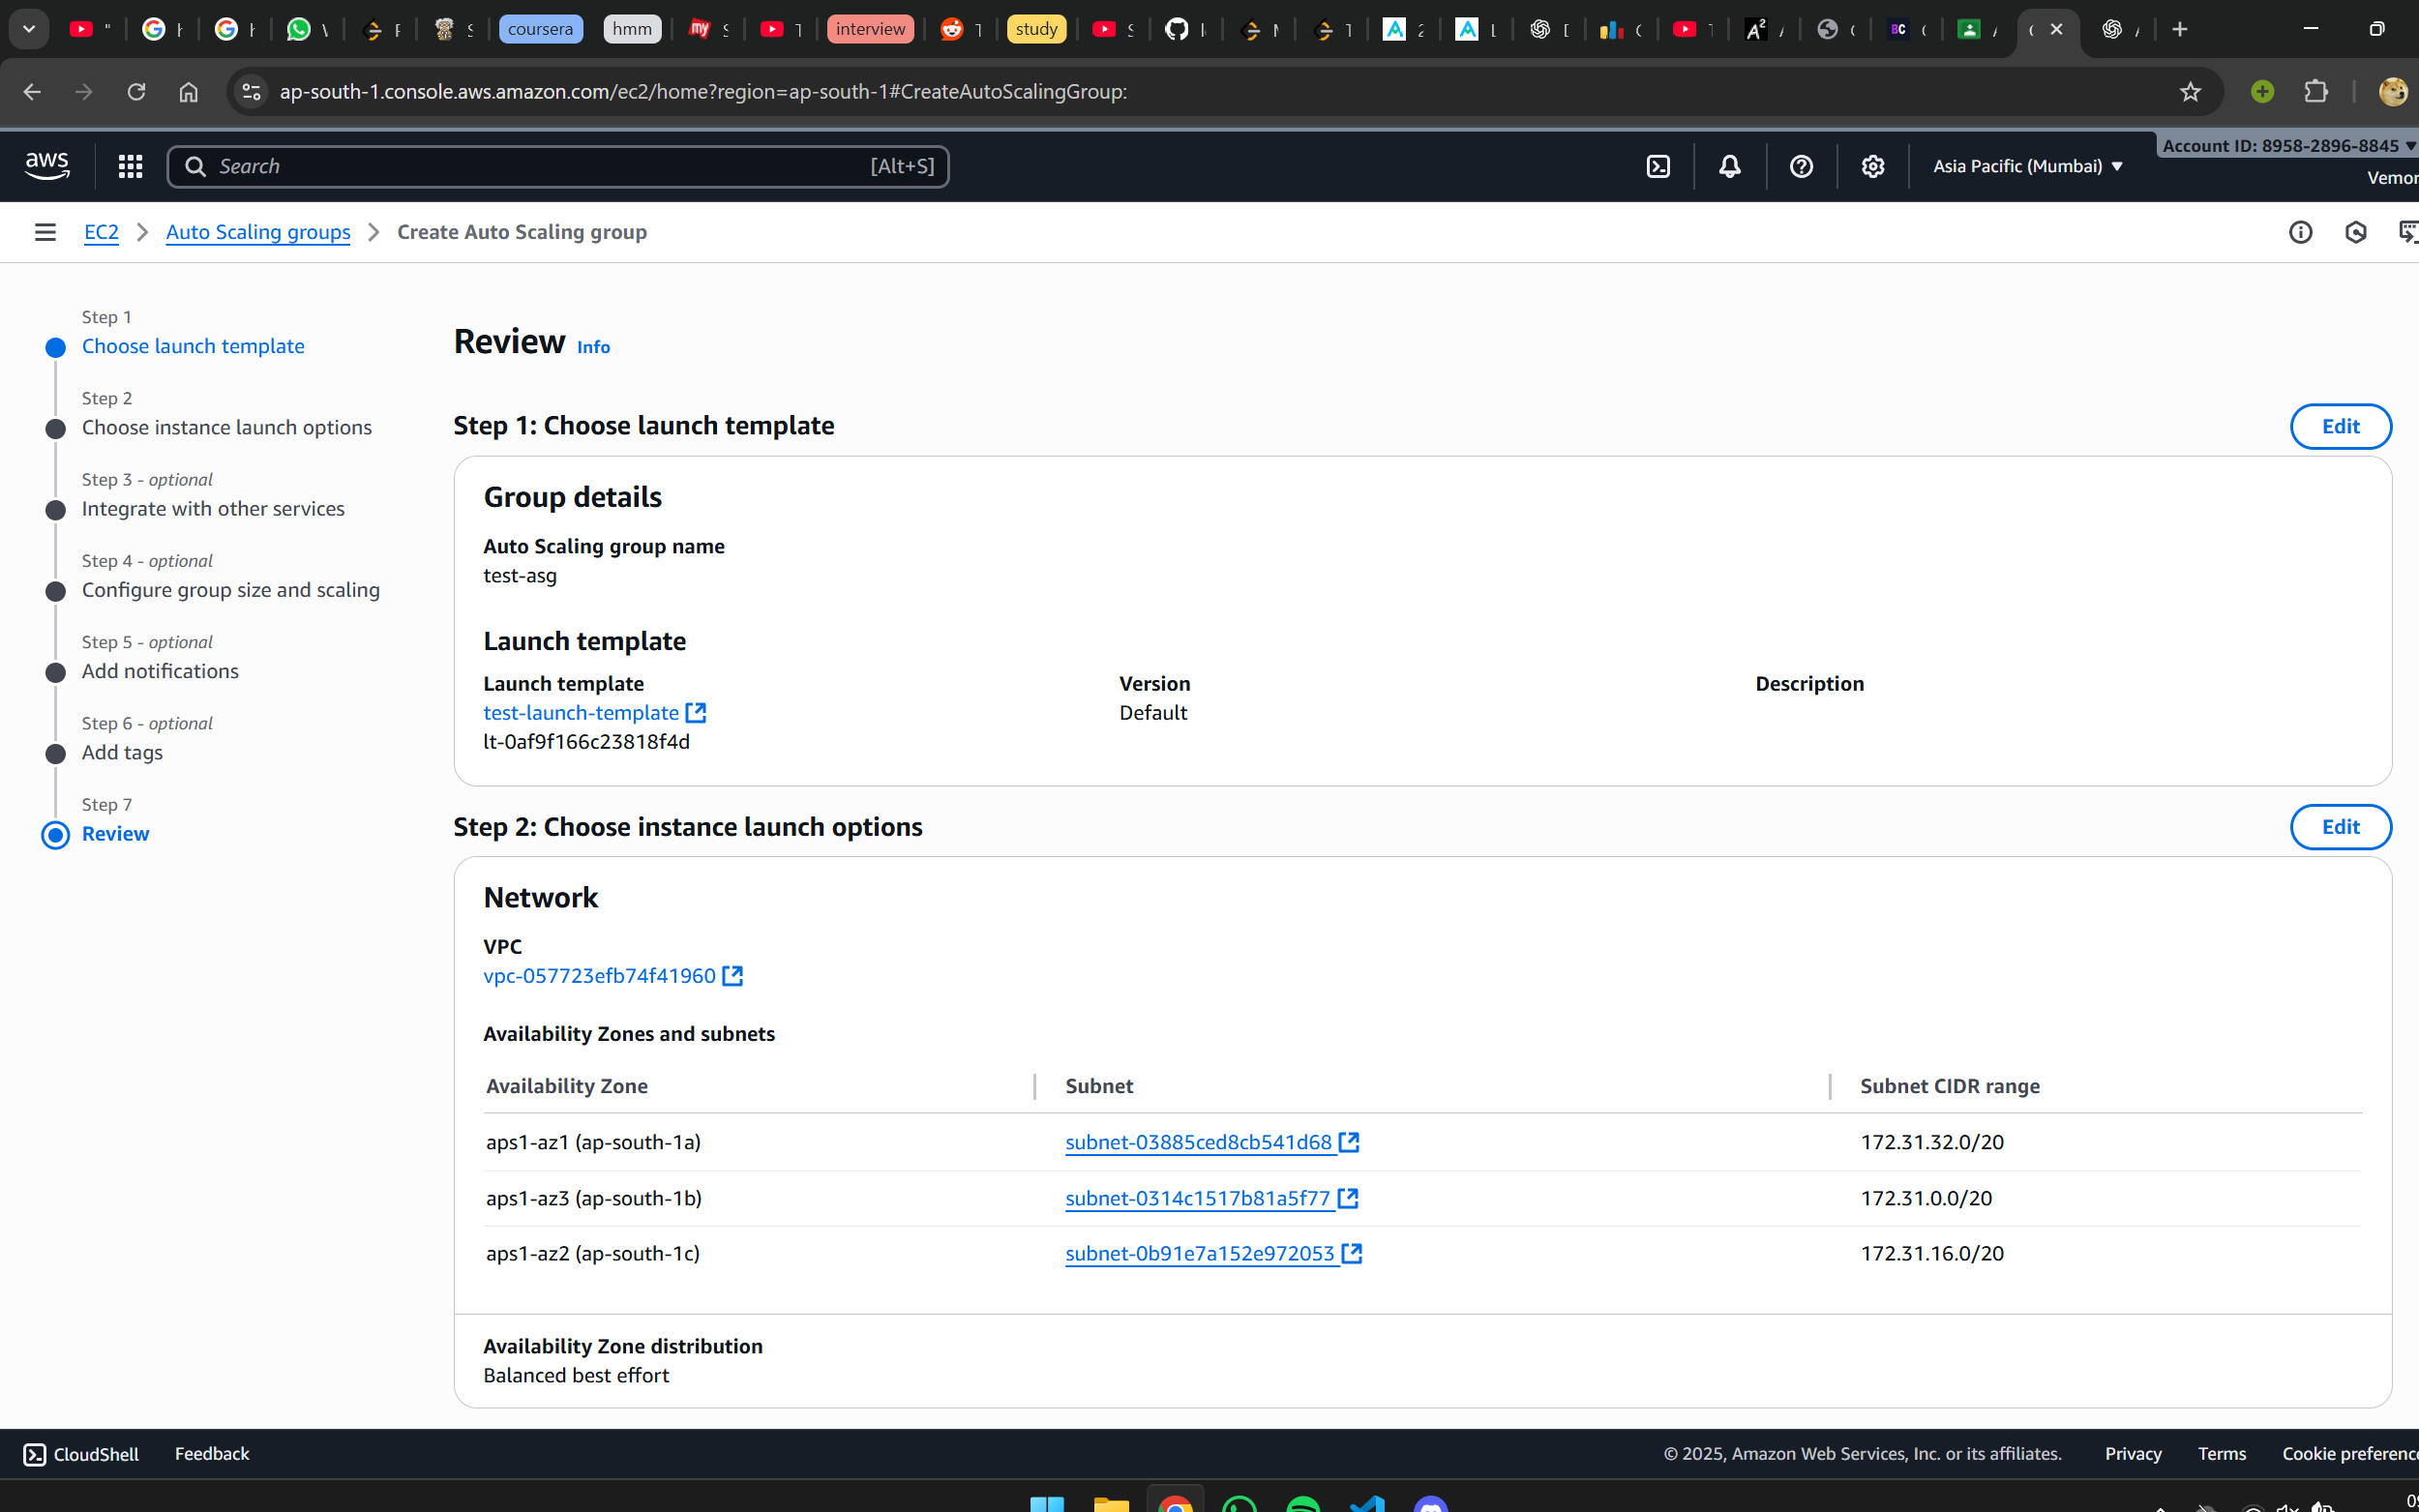 coursera
hmm
interview
study
ap-south-1.console.aws.amazon.com/ec2/home?region=ap-south-1#CreateAutoScalingGroup:
aws
Search
[Alt+S]
Asia Pacific (Mumbai)
Account ID: 8958-2896-8845
EC2
Auto Scaling groups
Create Auto Scaling group
Step 1
Choose launch template
Step 2
Choose instance launch options
Step 3 - optional
Integrate with other services
Step 4 - optional
Configure group size and scaling
Step 5 - optional
Add notifications
Step 6 - optional
Add tags
Step 7
Review
Review Info
Step 1: Choose launch template
Edit
Group details
Auto Scaling group name
test-asg
Launch template
Launch template
Version
Description
test-launch-template
Default
lt-0af9f166c23818f4d
Step 2: Choose instance launch options
Edit
Network
VPC
vpc-057723efb74f41960
Availability Zones and subnets
Availability Zone
Subnet
Subnet CIDR range
aps1-az1 (ap-south-1a)
subnet-03885ced8cb541d68
172.31.32.0/20
aps1-az3 (ap-south-1b)
subnet-0314c1517b81a5f77
172.31.0.0/20
aps1-az2 (ap-south-1c)
subnet-0b91e7a152e972053
172.31.16.0/20
Availability Zone distribution
Balanced best effort
CloudShell
Feedback
© 2025, Amazon Web Services, Inc. or its affiliates.
Privacy
Terms
Cookie preference